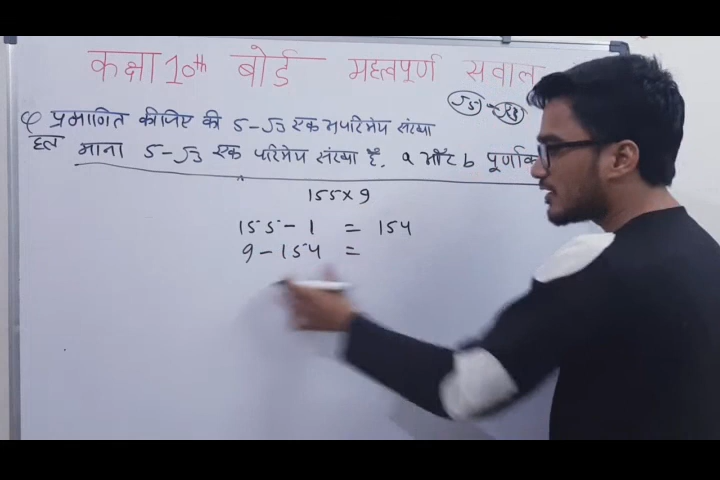 कक्षा 10th बोर्ड महत्वपूर्ण सवाल
प्रमाणित कीजिए की 5-√3 एक अपरिमेय संख्या
हल माना 5-√3 एक परिमेय संख्या है. a और b पूर्णांक
155×9
155-1 = 154
9-154 =